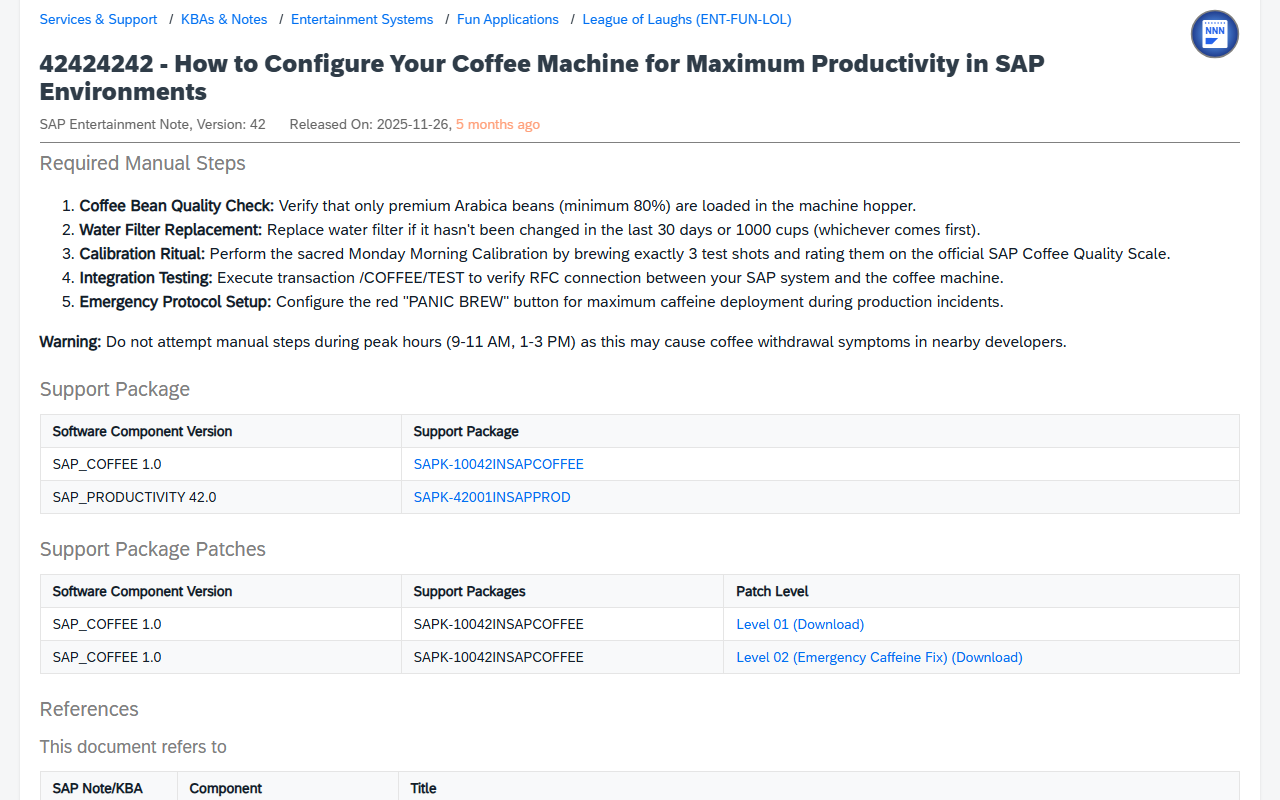 Services & Support / KBAs & Notes / Entertainment Systems / Fun Applications / League of Laughs (ENT-FUN-LOL)
NNN
42424242 - How to Configure Your Coffee Machine for Maximum Productivity in SAP
Environments
SAP Entertainment Note, Version: 42 Released On: 2025-11-26, 5 months ago
Required Manual Steps
1. Coffee Bean Quality Check: Verify that only premium Arabica beans (minimum 80%) are loaded in the machine hopper.
2. Water Filter Replacement: Replace water filter if it hasn't been changed in the last 30 days or 1000 cups (whichever comes first).
3. Calibration Ritual: Perform the sacred Monday Morning Calibration by brewing exactly 3 test shots and rating them on the official SAP Coffee Quality Scale.
4. Integration Testing: Execute transaction /COFFEE/TEST to verify RFC connection between your SAP system and the coffee machine.
5. Emergency Protocol Setup: Configure the red "PANIC BREW" button for maximum caffeine deployment during production incidents.
Warning: Do not attempt manual steps during peak hours (9-11 AM, 1-3 PM) as this may cause coffee withdrawal symptoms in nearby developers.
Support Package
Software Component Version Support Package
SAP_COFFEE 1.0 SAPK-10042INSAPCOFFEE
SAP_PRODUCTIVITY 42.0 SAPK-42001INSAPPROD
Support Package Patches
Software Component Version Support Packages Patch Level
SAP_COFFEE 1.0 SAPK-10042INSAPCOFFEE Level 01 (Download)
SAP_COFFEE 1.0 SAPK-10042INSAPCOFFEE Level 02 (Emergency Caffeine Fix) (Download)
References
This document refers to
SAP Note/KBA Component Title